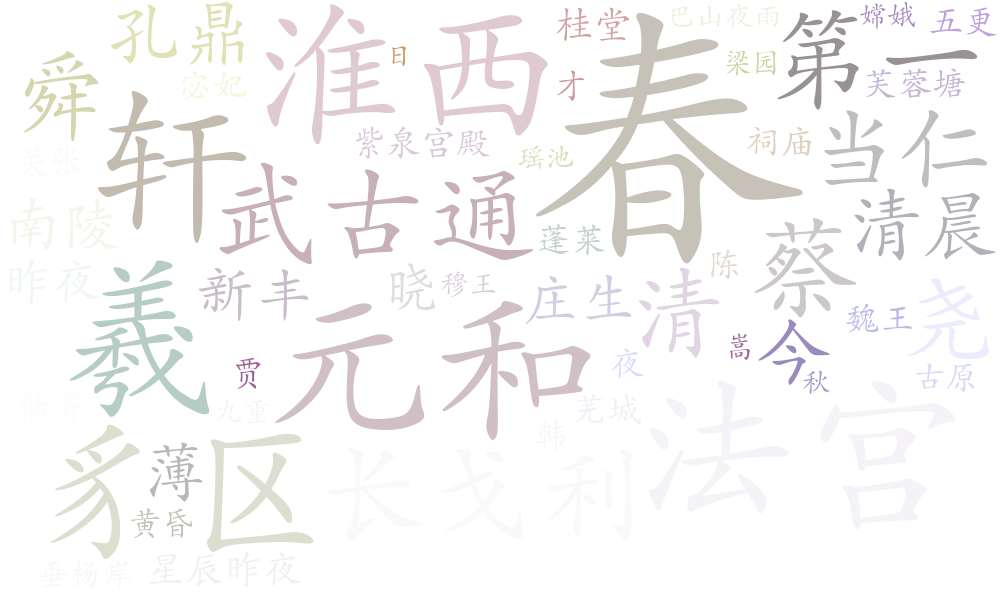 孔鼎
淮西
日
桂堂
巴山夜雨
嫦娥
五更
春
第一
梁园
才
芙蓉塘
舜
宓妃
轩
紫泉宫殿
瑶池
祠庙
当仁
关张
武古通
南陵
蓬莱
清晨
陈
蔡
昨夜
羲
新丰
晓
穆王
庄生
清
魏王
尧
元和
嵩
今
贾
夜
秋
古原
九重
芜城
韩
法宫
豸区
薄
长戈利
黄昏
垂杨岸
星辰昨夜